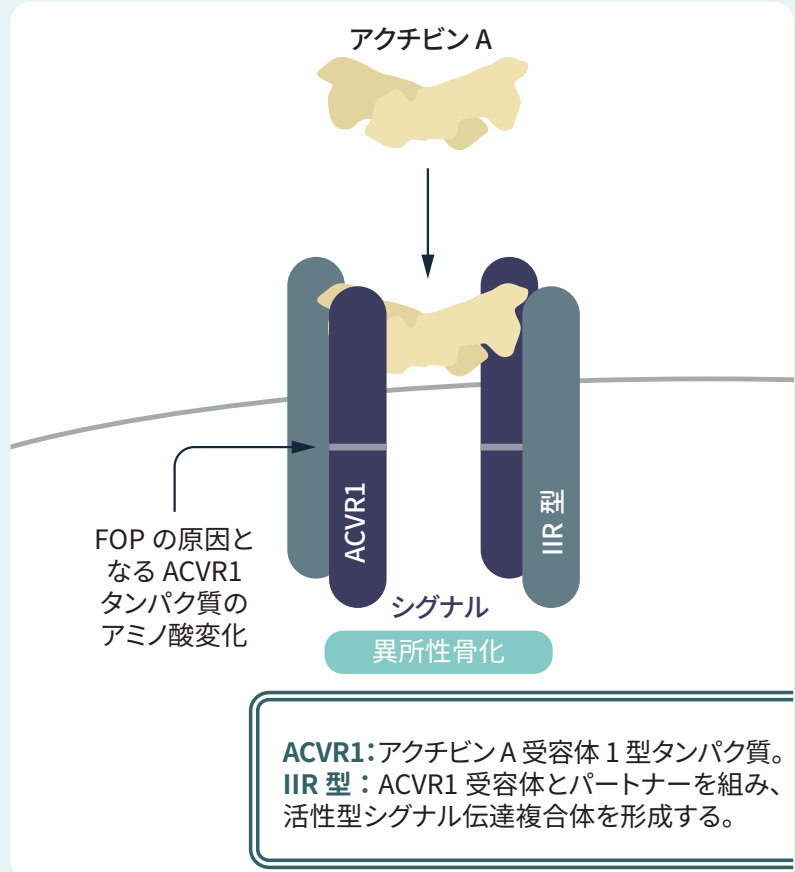 アクチビン A
ACVR1
IIR 型
FOP の原因と
なる ACVR1
タンパク質の
アミノ酸変化
シグナル
異所性骨化
ACVR1：アクチビン A 受容体 1 型タンパク質。
IIR 型 ： ACVR1 受容体とパートナーを組み、
活性型シグナル伝達複合体を形成する。